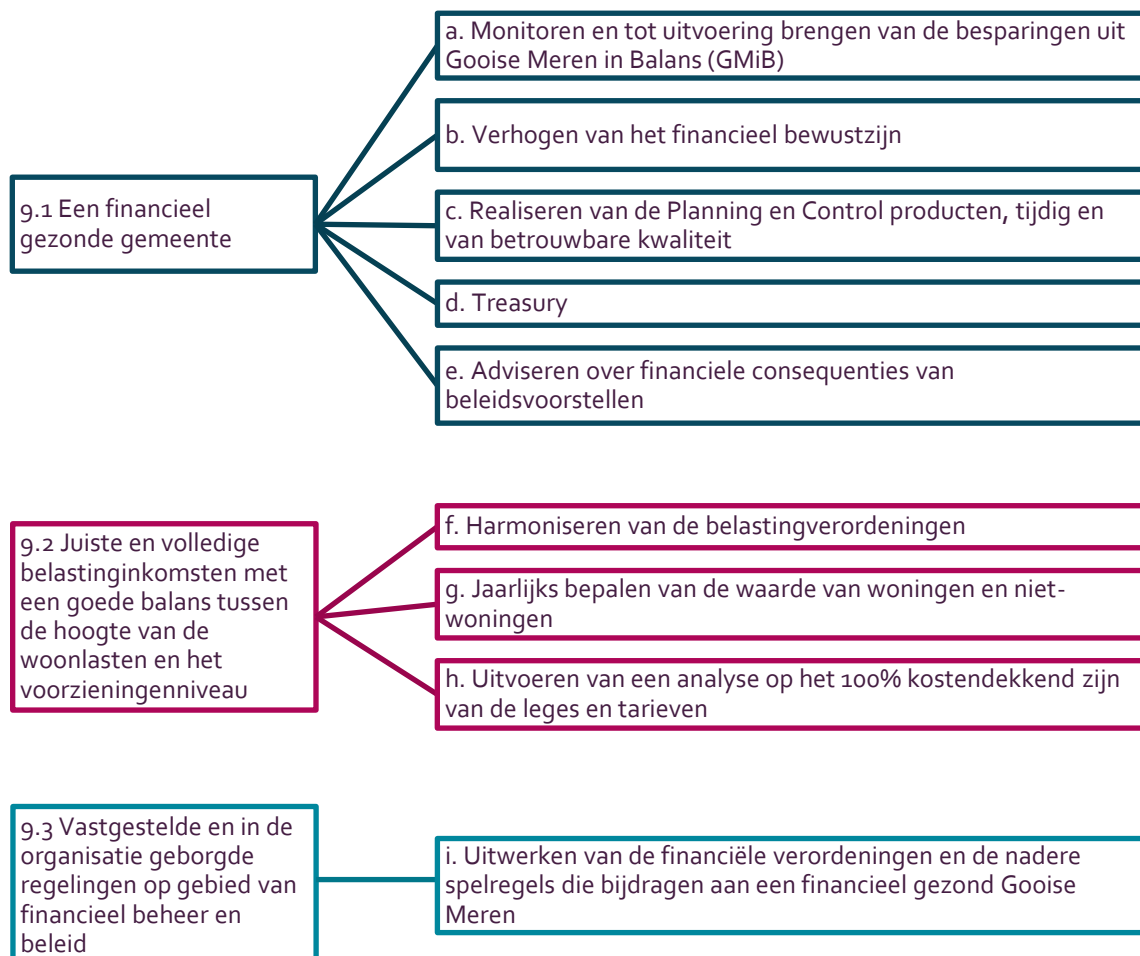 9.1 Een financieel
gezonde gemeente
a. Monitoren en tot uitvoering brengen van de besparingen uit
Gooise Meren in Balans (GMiB)
b. Verhogen van het financieel bewustzijn
c. Realiseren van de Planning en Control producten, tijdig en
van betrouwbare kwaliteit
d. Treasury
e. Adviseren over financiele consequenties van
beleidsvoorstellen
9.2 Juiste en volledige
belastinginkomsten met
een goede balans tussen
de hoogte van de
woonlasten en het
voorzieningenniveau
f. Harmoniseren van de belastingverordeningen
g. Jaarlijks bepalen van de waarde van woningen en niet-
woningen
h. Uitvoeren van een analyse op het 100% kostendekkend zijn
van de leges en tarieven
9.3 Vastgestelde en in de
organisatie geborgde
regelingen op gebied van
financieel beheer en
beleid
i. Uitwerken van de financiële verordeningen en de nadere
spelregels die bijdragen aan een financieel gezond Gooise
Meren